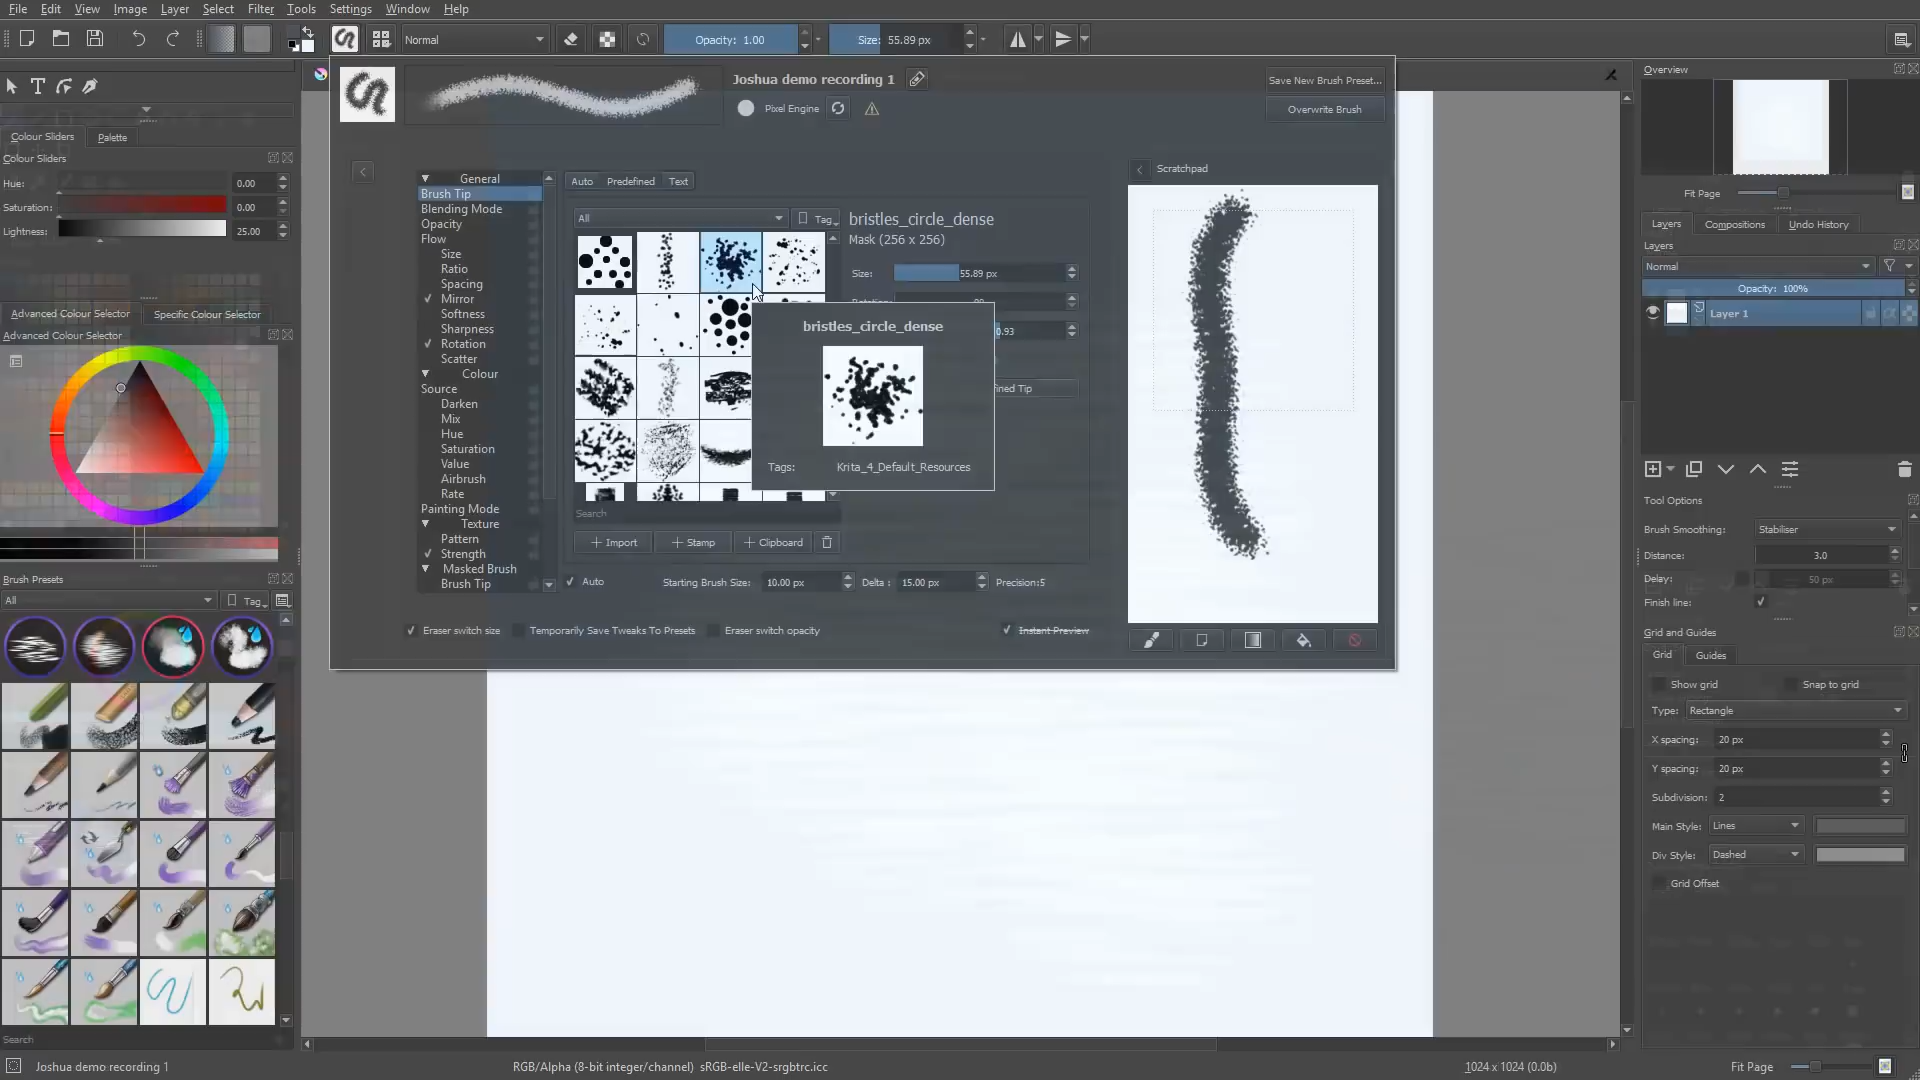 File Edit View Image Layer Select Filter Tools Settings Window Help
Normal
Opacity: 1.00
Size: 55.89 px
Joshua demo recording 1
Pixel Engine
Save New Brush Preset...
Overwrite Brush
Overview
Fit Page
Colour Sliders Palette
Colour Sliders
Hue: 0.00
Saturation: 0.00
Lightness: 25.00
Advanced Colour Selector Specific Colour Selector
Advanced Colour Selector
Brush Presets
All
Tag
Search
General
Brush Tip
Blending Mode
Opacity
Flow
Size
Ratio
Spacing
Mirror
Softness
Sharpness
Rotation
Scatter
Colour
Source
Darken
Mix
Hue
Saturation
Value
Airbrush
Rate
Painting Mode
Texture
Pattern
Strength
Masked Brush
Brush Tip
Auto Predefined Text
All
Tag
bristles_circle_dense
Mask (256 x 256)
Size: 55.89 px
0.93
fined Tip
bristles_circle_dense
Tags: Krita_4_Default_Resources
Search
Import
Stamp
Clipboard
Auto
Starting Brush Size: 10.00 px
Delta : 15.00 px
Precision:5
Eraser switch size
Temporarily Save Tweaks To Presets
Eraser switch opacity
Instant Preview
Scratchpad
Layers Compositions Undo History
Layers
Normal
Opacity: 100%
Layer 1
Tool Options
Brush Smoothing: Stabiliser
Distance: 3.0
Delay: 50 px
Finish line:
Grid and Guides
Grid Guides
Show grid
Snap to grid
Type: Rectangle
X spacing: 20 px
Y spacing: 20 px
Subdivision: 2
Main Style: Lines
Div Style: Dashed
Grid Offset
Joshua demo recording 1
RGB/Alpha (8-bit integer/channel) sRGB-elle-V2-srgbtrc.icc
1024 x 1024 (0.0b)
Fit Page